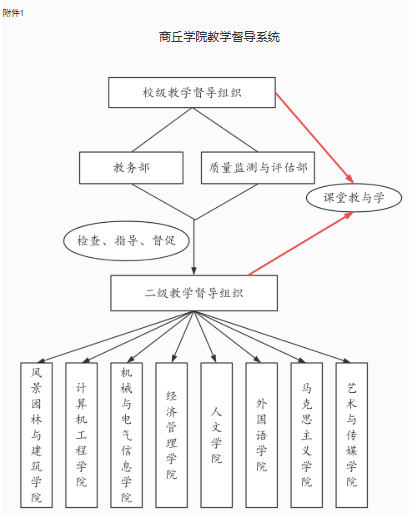 附件1
商丘学院教学督导系统
校级教学督导组织
教务部
质量监测与评估部
课堂教与学
检查、指导、督促
二级教学督导组织
风景园林与建筑学院
计算机工程学院
机械与电气信息学院
经济管理学院
人文学院
外国语学院
马克思主义学院
艺术与传媒学院